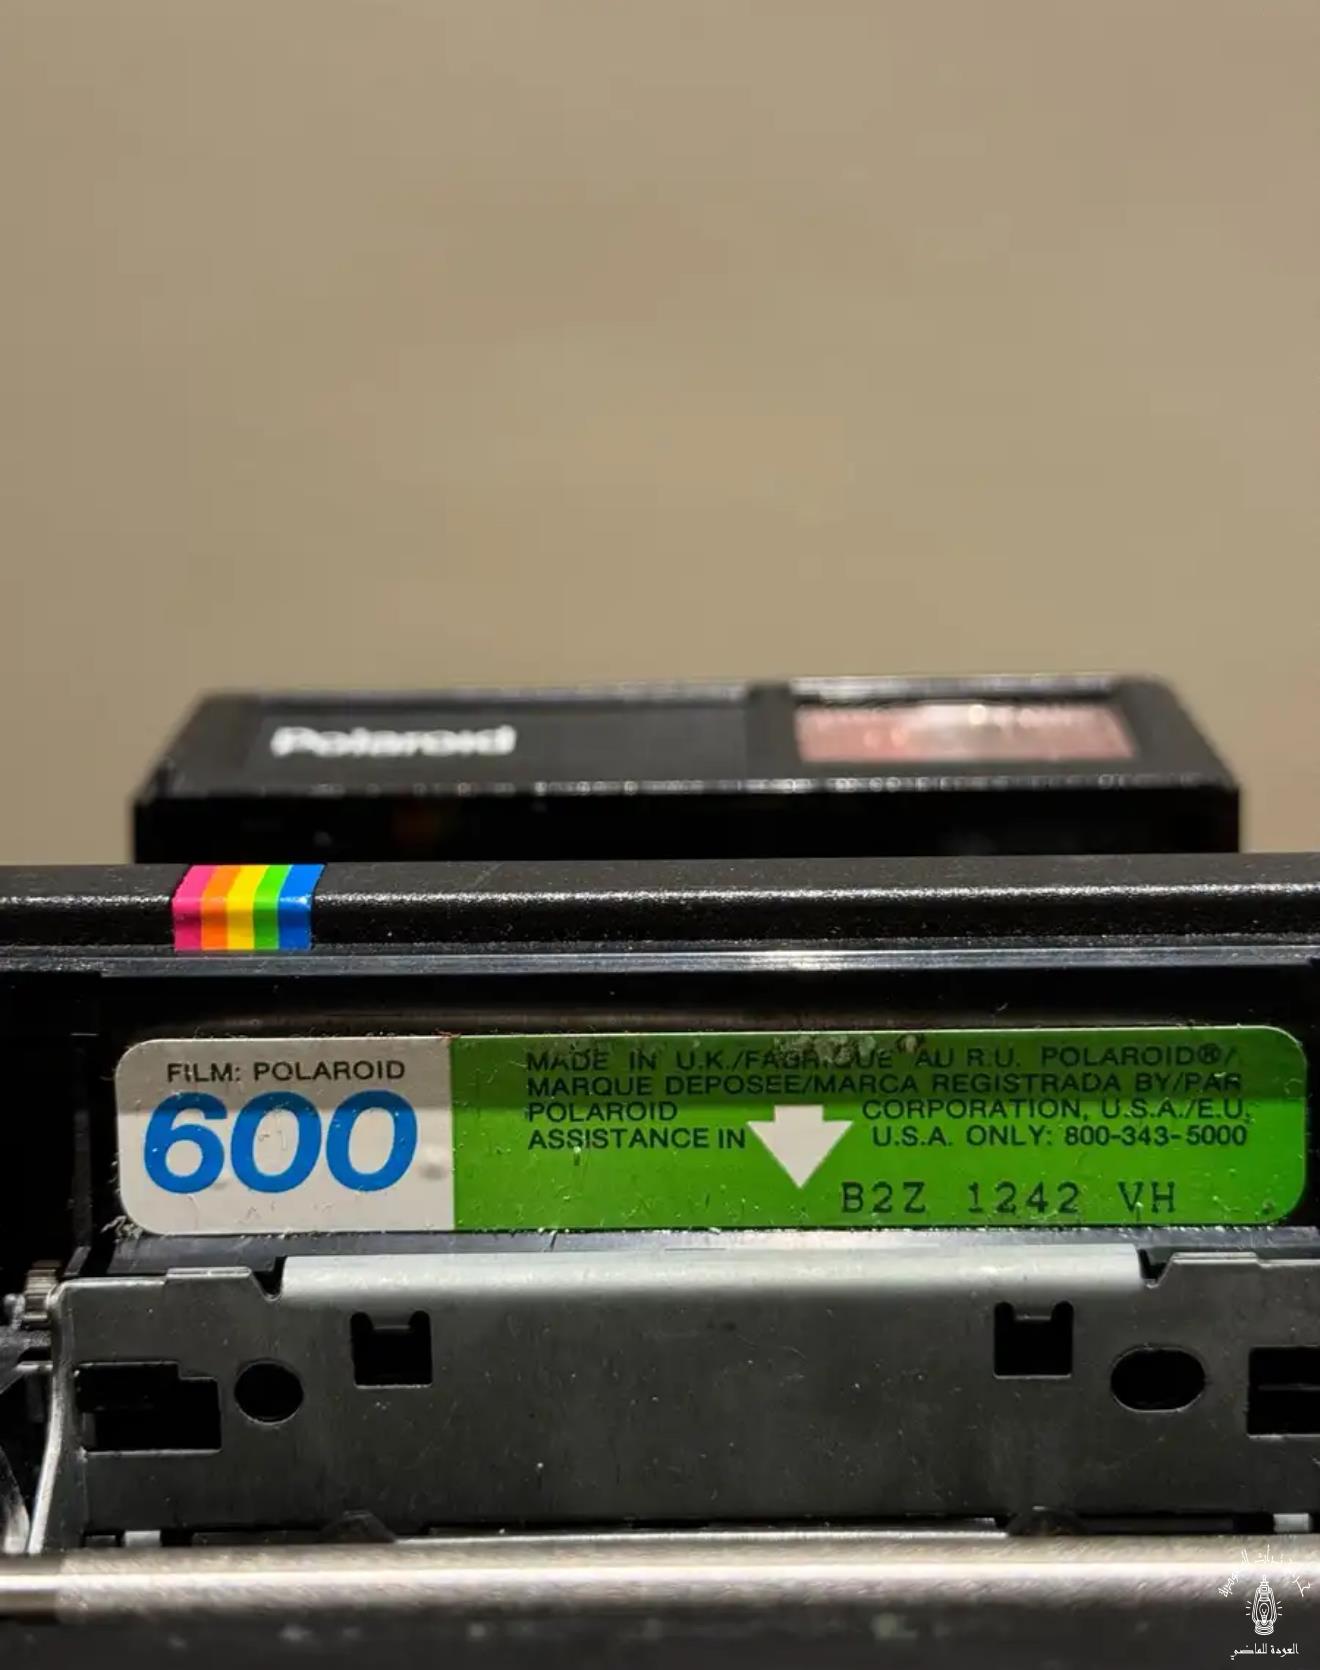 Polaroid
FILM: POLAROID
600
MADE IN U.K./FABRIQUE AU R.U. POLAROID®/
MARQUE DEPOSEE/MARCA REGISTRADA BY/PAR
POLAROID CORPORATION, U.S.A./E.U.
ASSISTANCE IN U.S.A. ONLY: 800-343-5000
B2Z 1242 VH
العودة للماضي